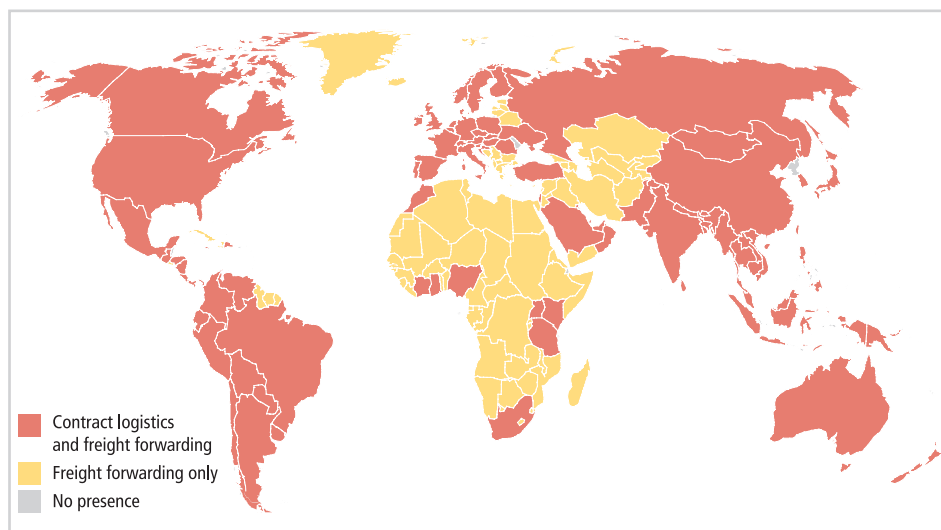 Contract logistics
and freight forwarding
Freight forwarding only
No presence